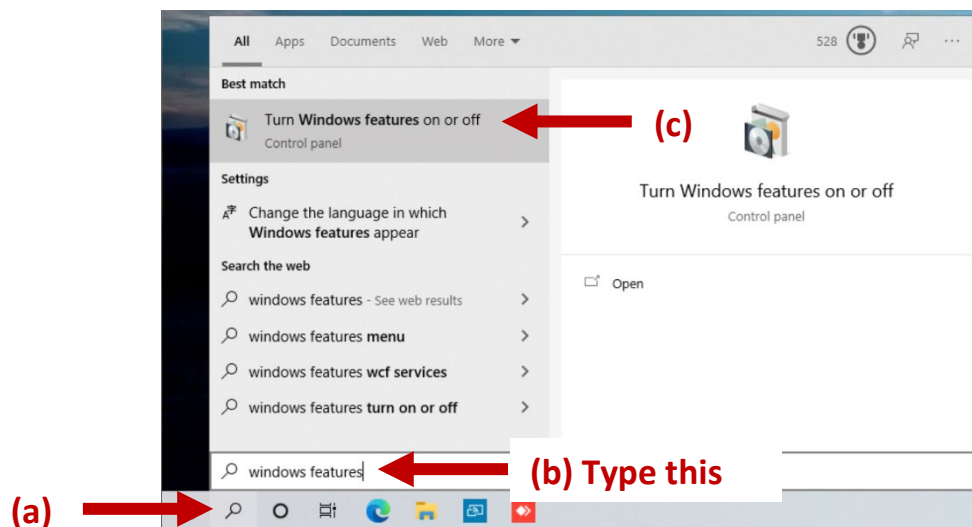 All Apps Documents Web More 528 ...
Best match
Turn Windows features on or off
Control panel
(c)
Settings
Change the language in which
Windows features appear
Search the web
windows features - See web results
windows features menu
windows features wcf services
windows features turn on or off
Turn Windows features on or off
Control panel
Open
windows features
(b) Type this
(a)